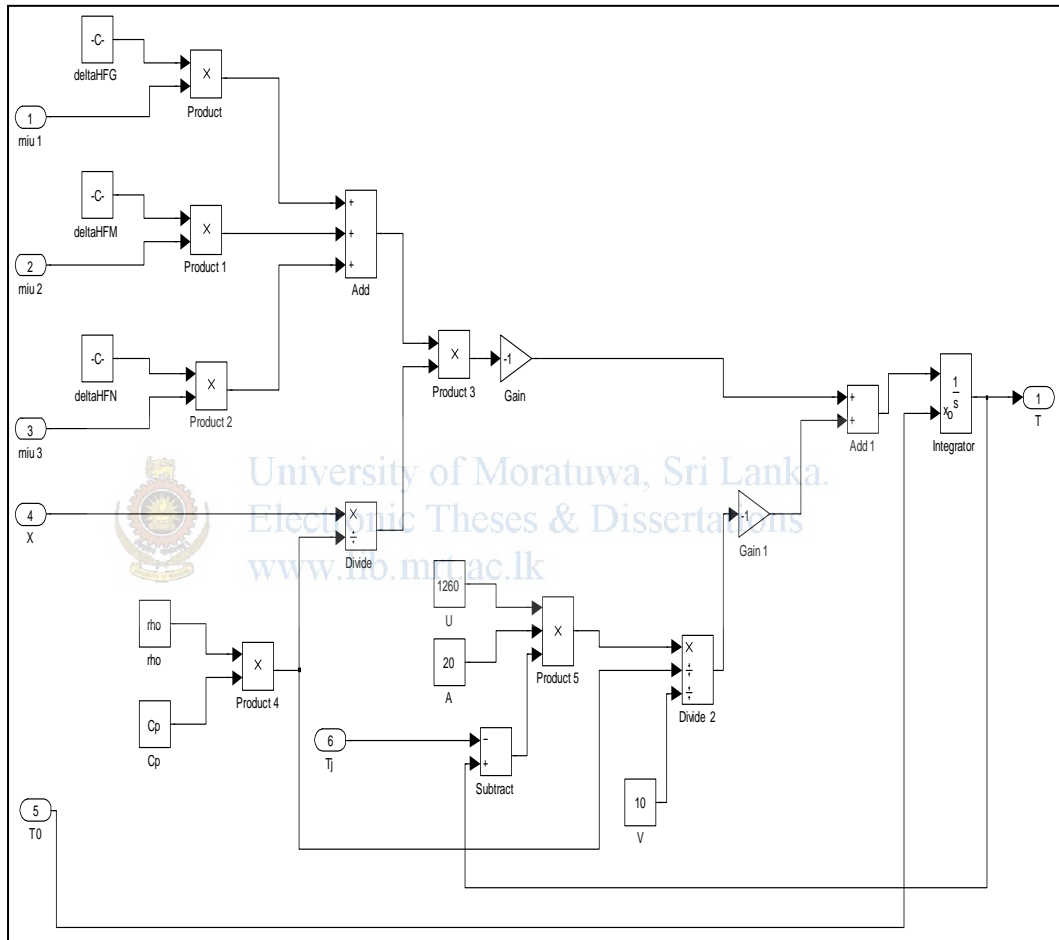 -C-
deltaHFG
X
Product
1
miu 1
-C-
deltaHFM
X
Product 1
2
miu 2
+
+
+
Add
-C-
deltaHFN
X
Product 2
3
miu 3
X
Product 3
-1
Gain
+
+
Add 1
1
s
xo
Integrator
1
T
University of Moratuwa, Sri Lanka.
Electronic Theses & Dissertations
www.lib.mrt.ac.lk
4
X
X
÷
Divide
-1
Gain 1
1260
U
20
A
X
Product 5
rho
rho
X
Product 4
Cp
Cp
X
÷
÷
Divide 2
6
Tj
−
+
Subtract
10
V
5
T0